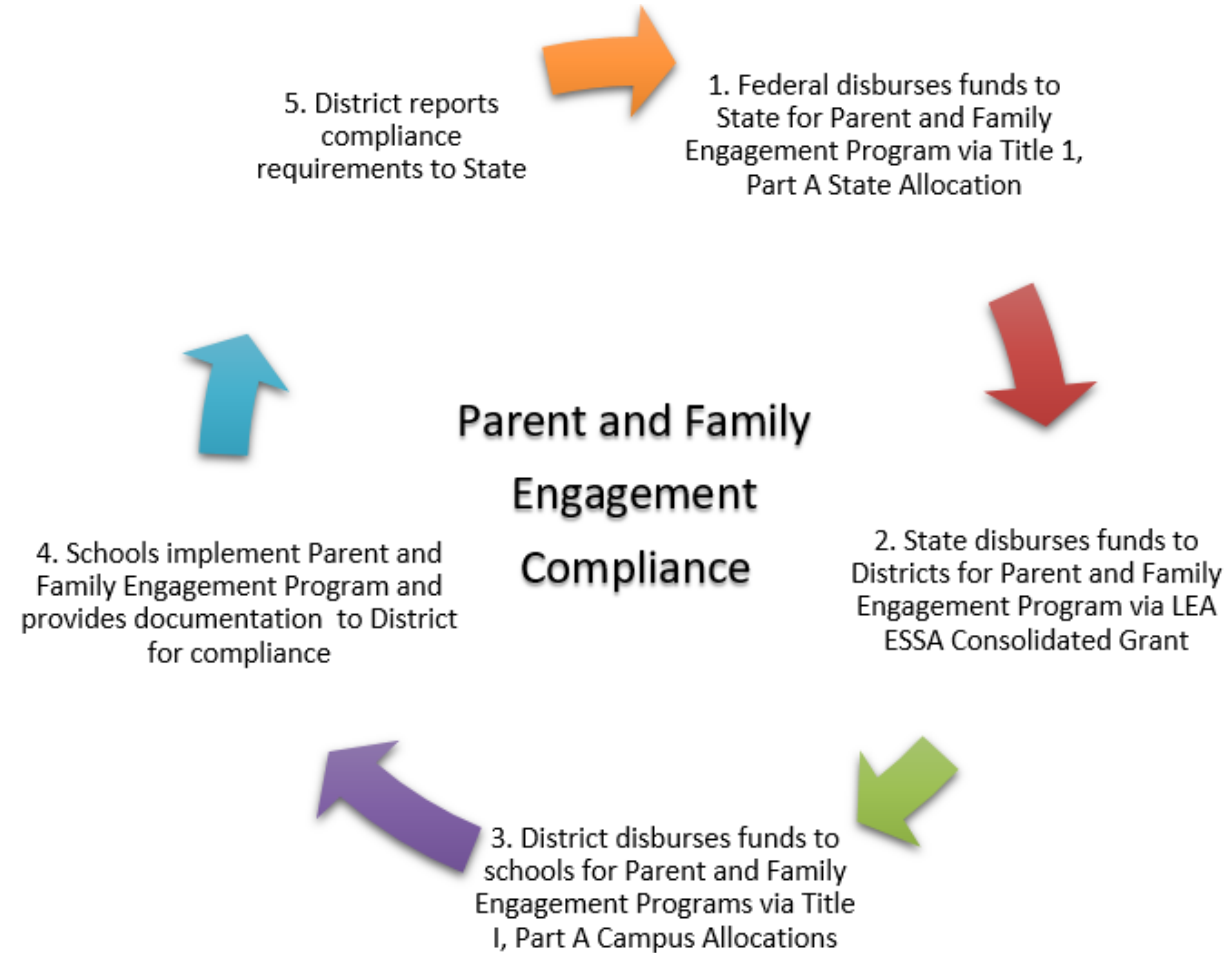 1. Federal disburses funds to
State for Parent and Family
Engagement Program via Title 1,
Part A State Allocation
2. State disburses funds to
Districts for Parent and Family
Engagement Program via LEA
ESSA Consolidated Grant
3. District disburses funds to
schools for Parent and Family
Engagement Programs via Title
I, Part A Campus Allocations
4. Schools implement Parent and
Family Engagement Program and
provides documentation to District
for compliance
5. District reports
compliance
requirements to State
Parent and Family
Engagement
Compliance